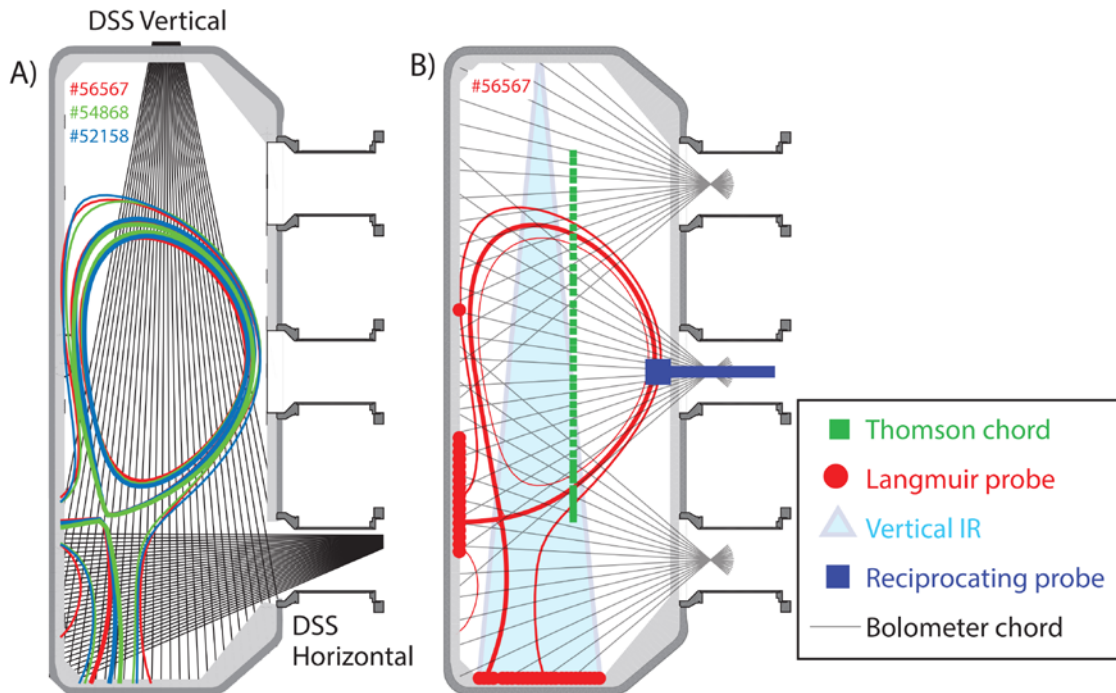 DSS Vertical
A)
#56567
#54868
#52158
DSS
Horizontal
B)
#56567
Thomson chord
Langmuir probe
Vertical IR
Reciprocating probe
Bolometer chord